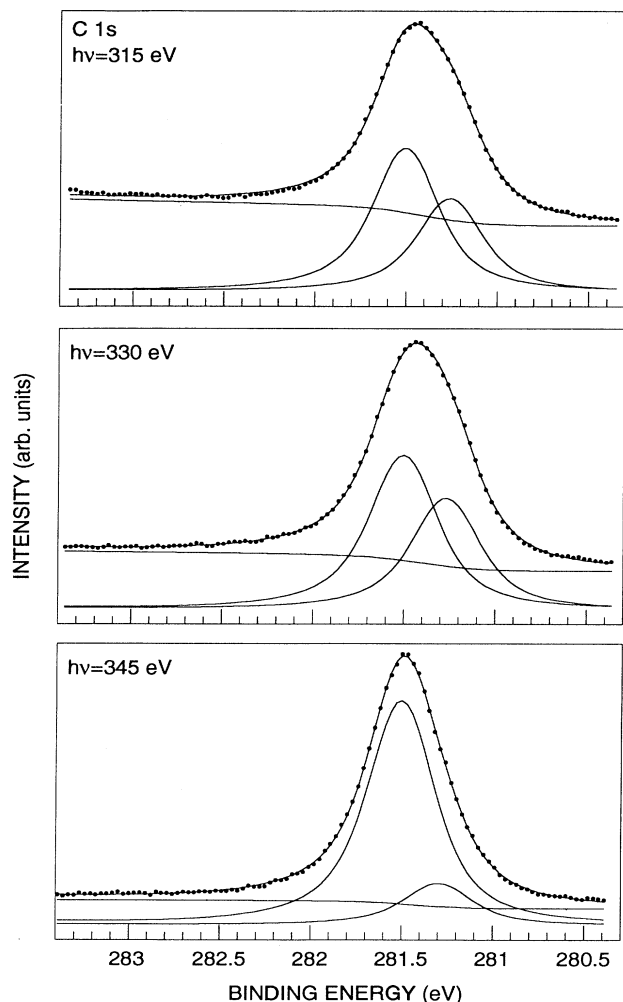 C 1s
hν=315 eV
hν=330 eV
INTENSITY (arb. units)
hν=345 eV
283 282.5 282 281.5 281 280.5
BINDING ENERGY (eV)